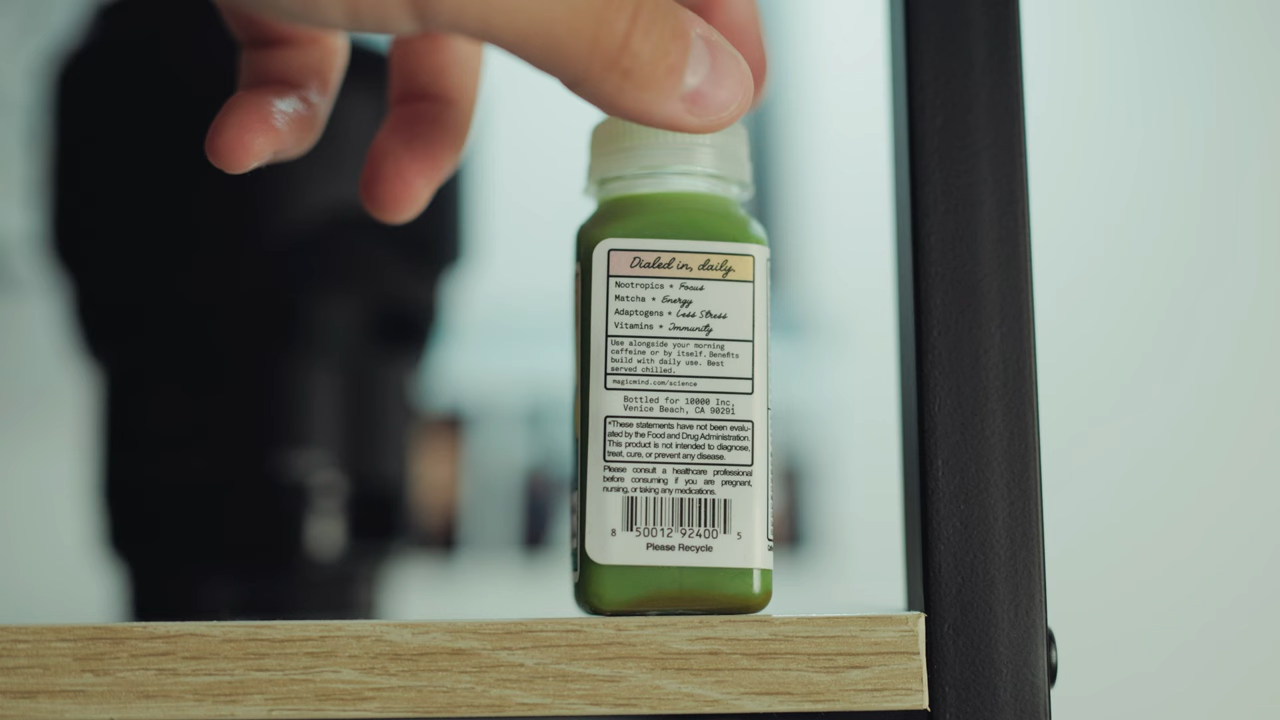 Dialed in, daily.
Nootropics * Focus
Matcha * Energy
Adaptogens * Less Stress
Vitamins * Immunity
Use alongside your morning
caffeine or by itself. Benefits
build with daily use. Best
served chilled.
magicmind.com/science
Bottled for 10000 Inc,
Venice Beach, CA 90291
*These statements have not been evalu-
ated by the Food and Drug Administration.
This product is not intended to diagnose,
treat, cure, or prevent any disease.
Please consult a healthcare professional
before consuming if you are pregnant,
nursing, or taking any medications.
8 50012 92400 5
Please Recycle